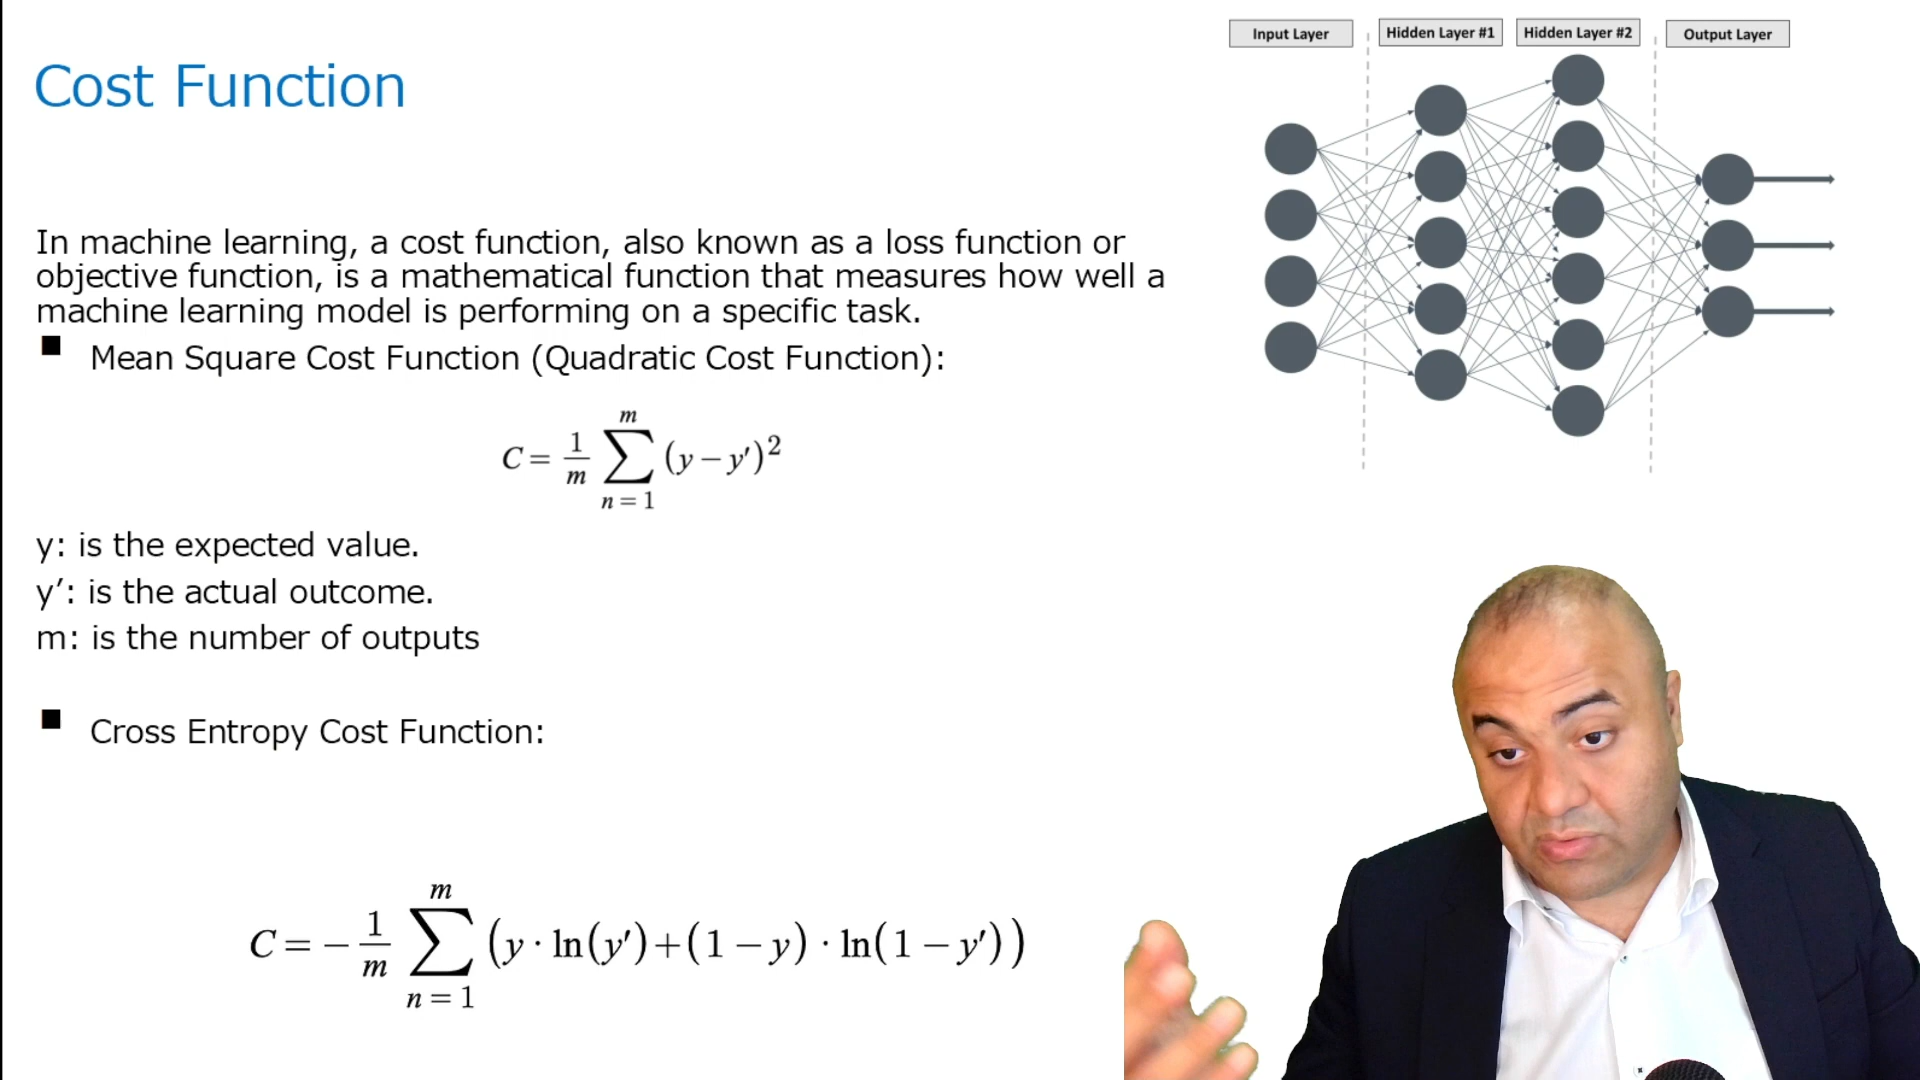 Cost Function
In machine learning, a cost function, also known as a loss function or
objective function, is a mathematical function that measures how well a
machine learning model is performing on a specific task.
■ Mean Square Cost Function (Quadratic Cost Function):
C = 1/m ∑_{n=1}^{m} (y − y′)²
y: is the expected value.
y’: is the actual outcome.
m: is the number of outputs
■ Cross Entropy Cost Function:
C = − 1/m ∑_{n=1}^{m} (y · ln(y′) + (1 − y) · ln(1 − y′))
Input Layer
Hidden Layer #1
Hidden Layer #2
Output Layer